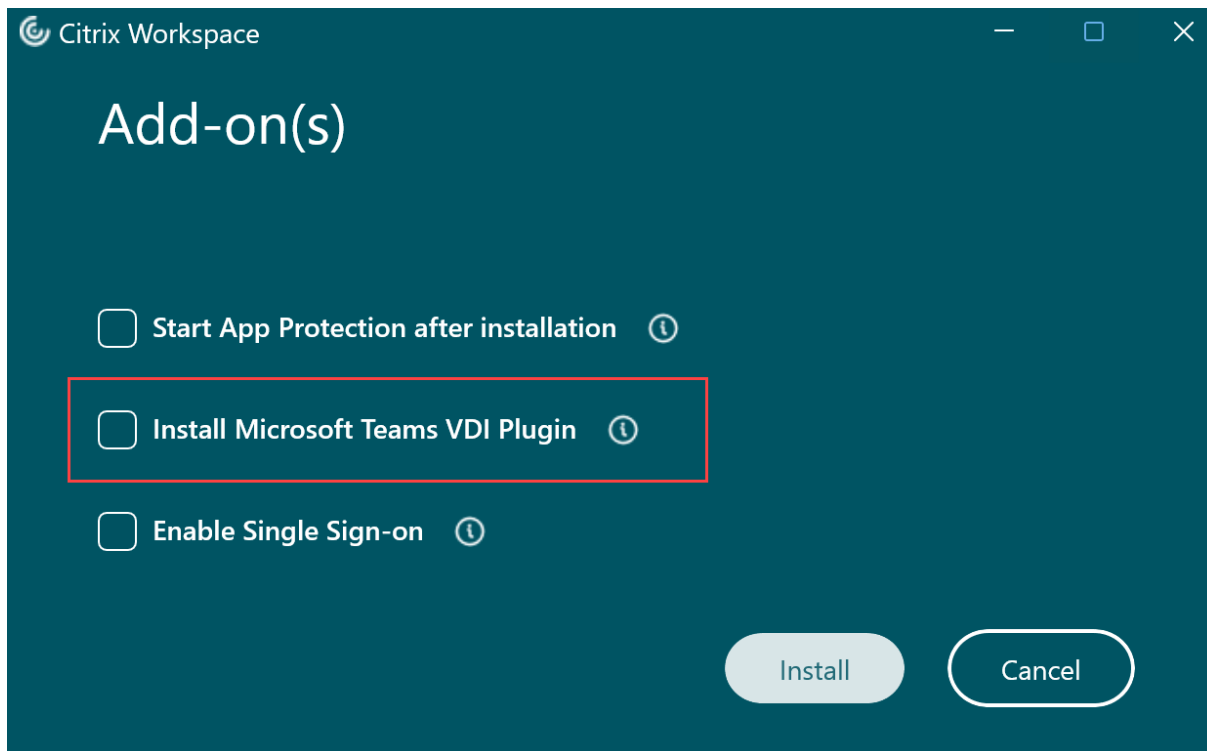 Citrix Workspace
Add-on(s)
Start App Protection after installation
Install Microsoft Teams VDI Plugin
Enable Single Sign-on
Install
Cancel